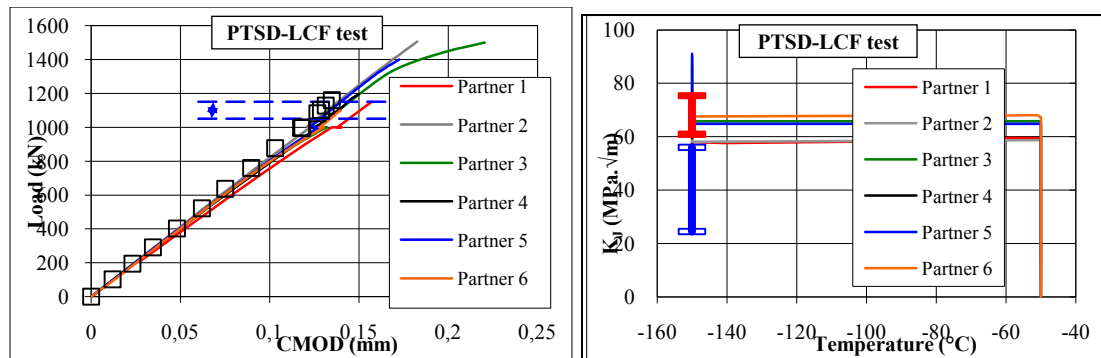 PTSD-LCF test
1600
1400
1200
1000
800
600
400
200
0
Load (kN)
0
0,05
0,1
0,15
0,2
0,25
CMOD (mm)
Partner 1
Partner 2
Partner 3
Partner 4
Partner 5
Partner 6
PTSD-LCF test
100
80
60
40
20
0
(MPa.√m)
-160
-140
-120
-100
-80
-60
-40
Temperature (°C)
Partner 1
Partner 2
Partner 3
Partner 4
Partner 5
Partner 6